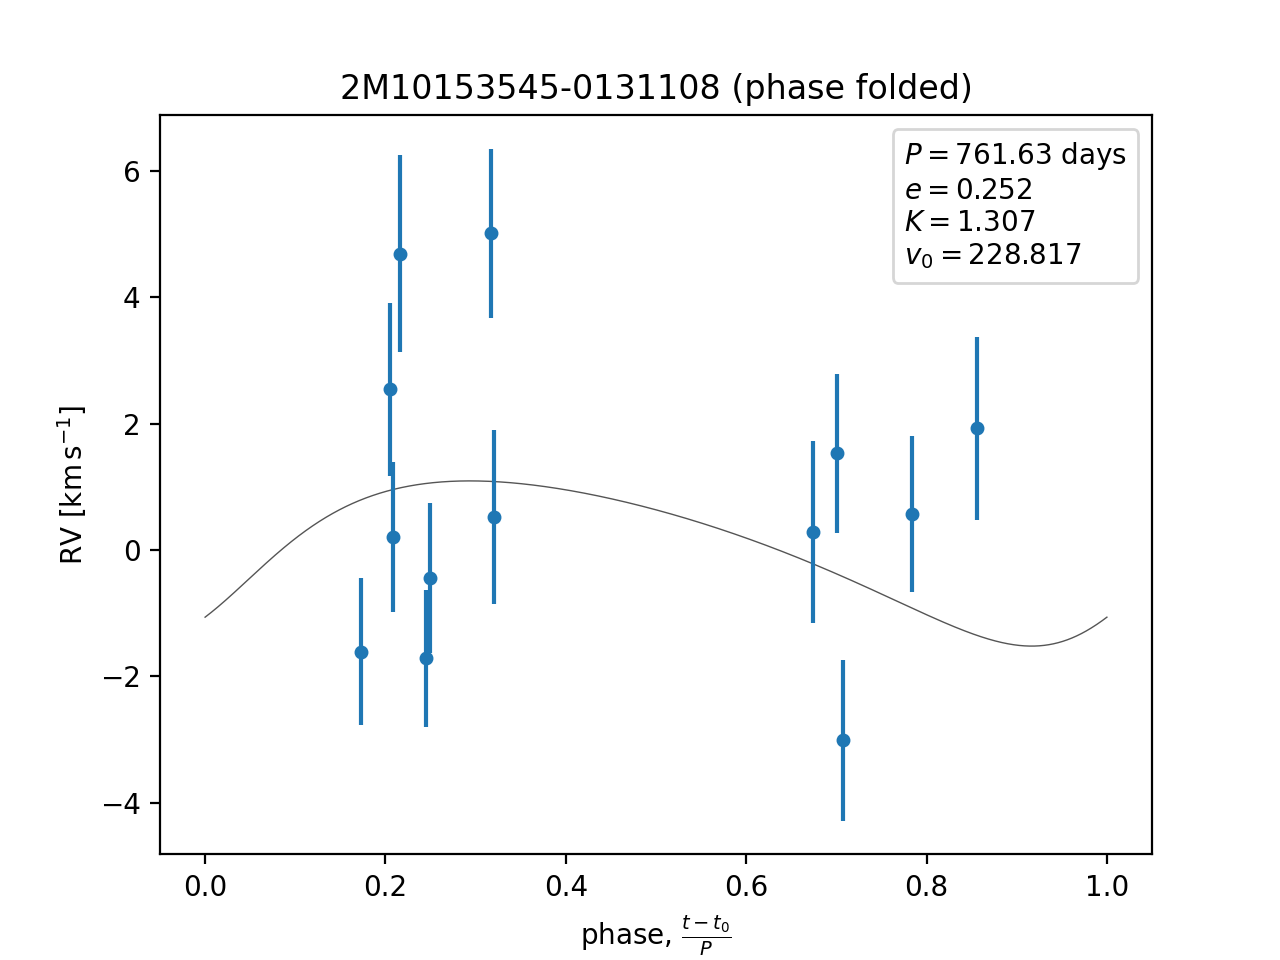 2M10153545-0131108 (phase folded)
P = 761.63 days
e = 0.252
K = 1.307
v₀ = 228.817
RV [km s⁻¹]
6
4
2
0
−2
−4
0.0 0.2 0.4 0.6 0.8 1.0
phase, (t − t₀)/P